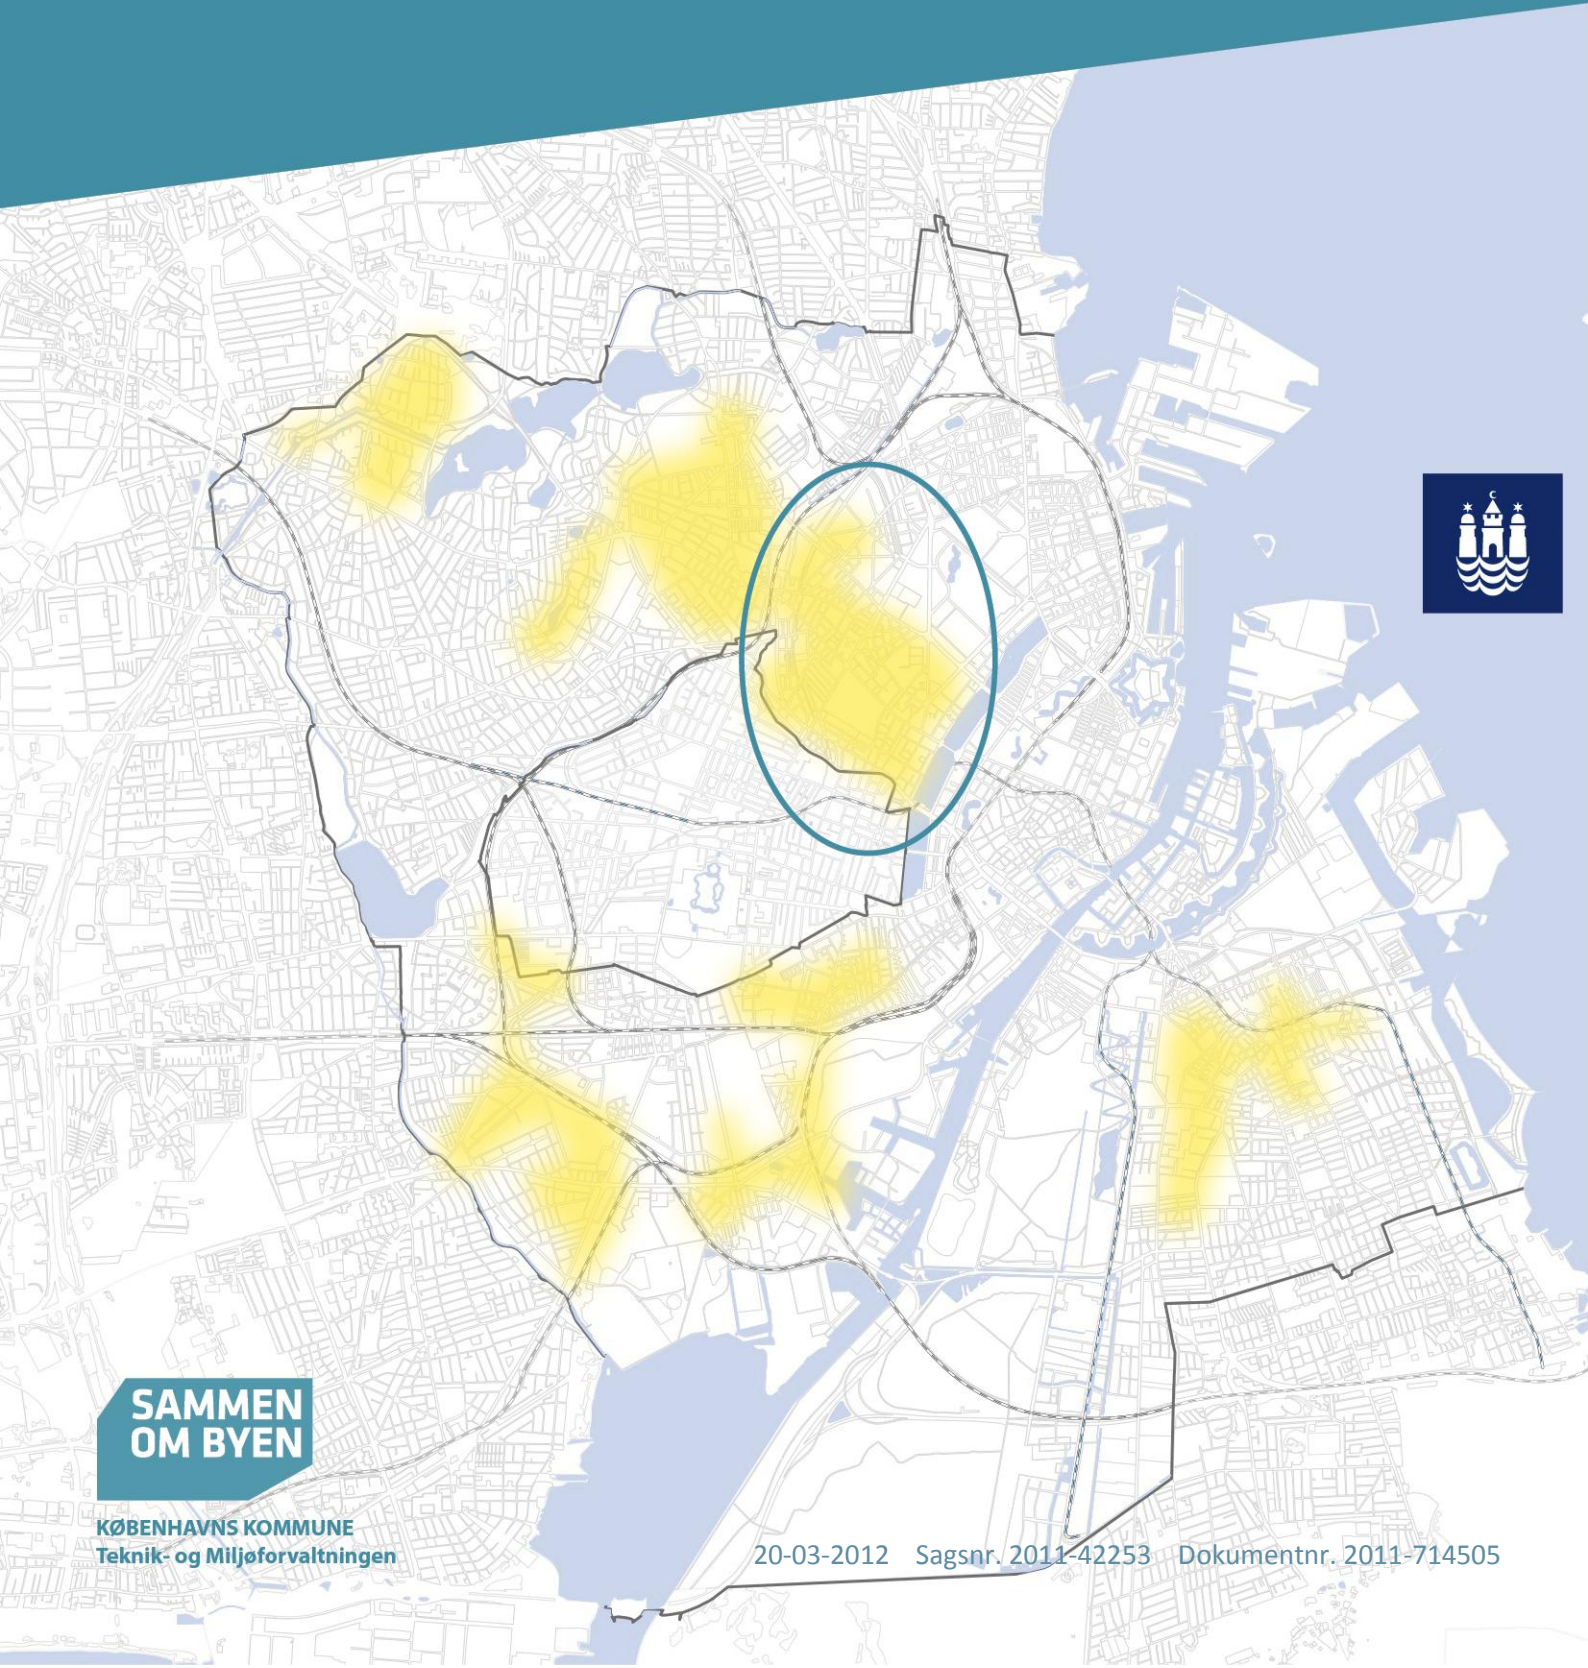 SAMMEN
OM BYEN
KØBENHAVNS KOMMUNE
Teknik- og Miljøforvaltningen
20-03-2012 Sagsnr. 2011-42253 Dokumentnr. 2011-714505